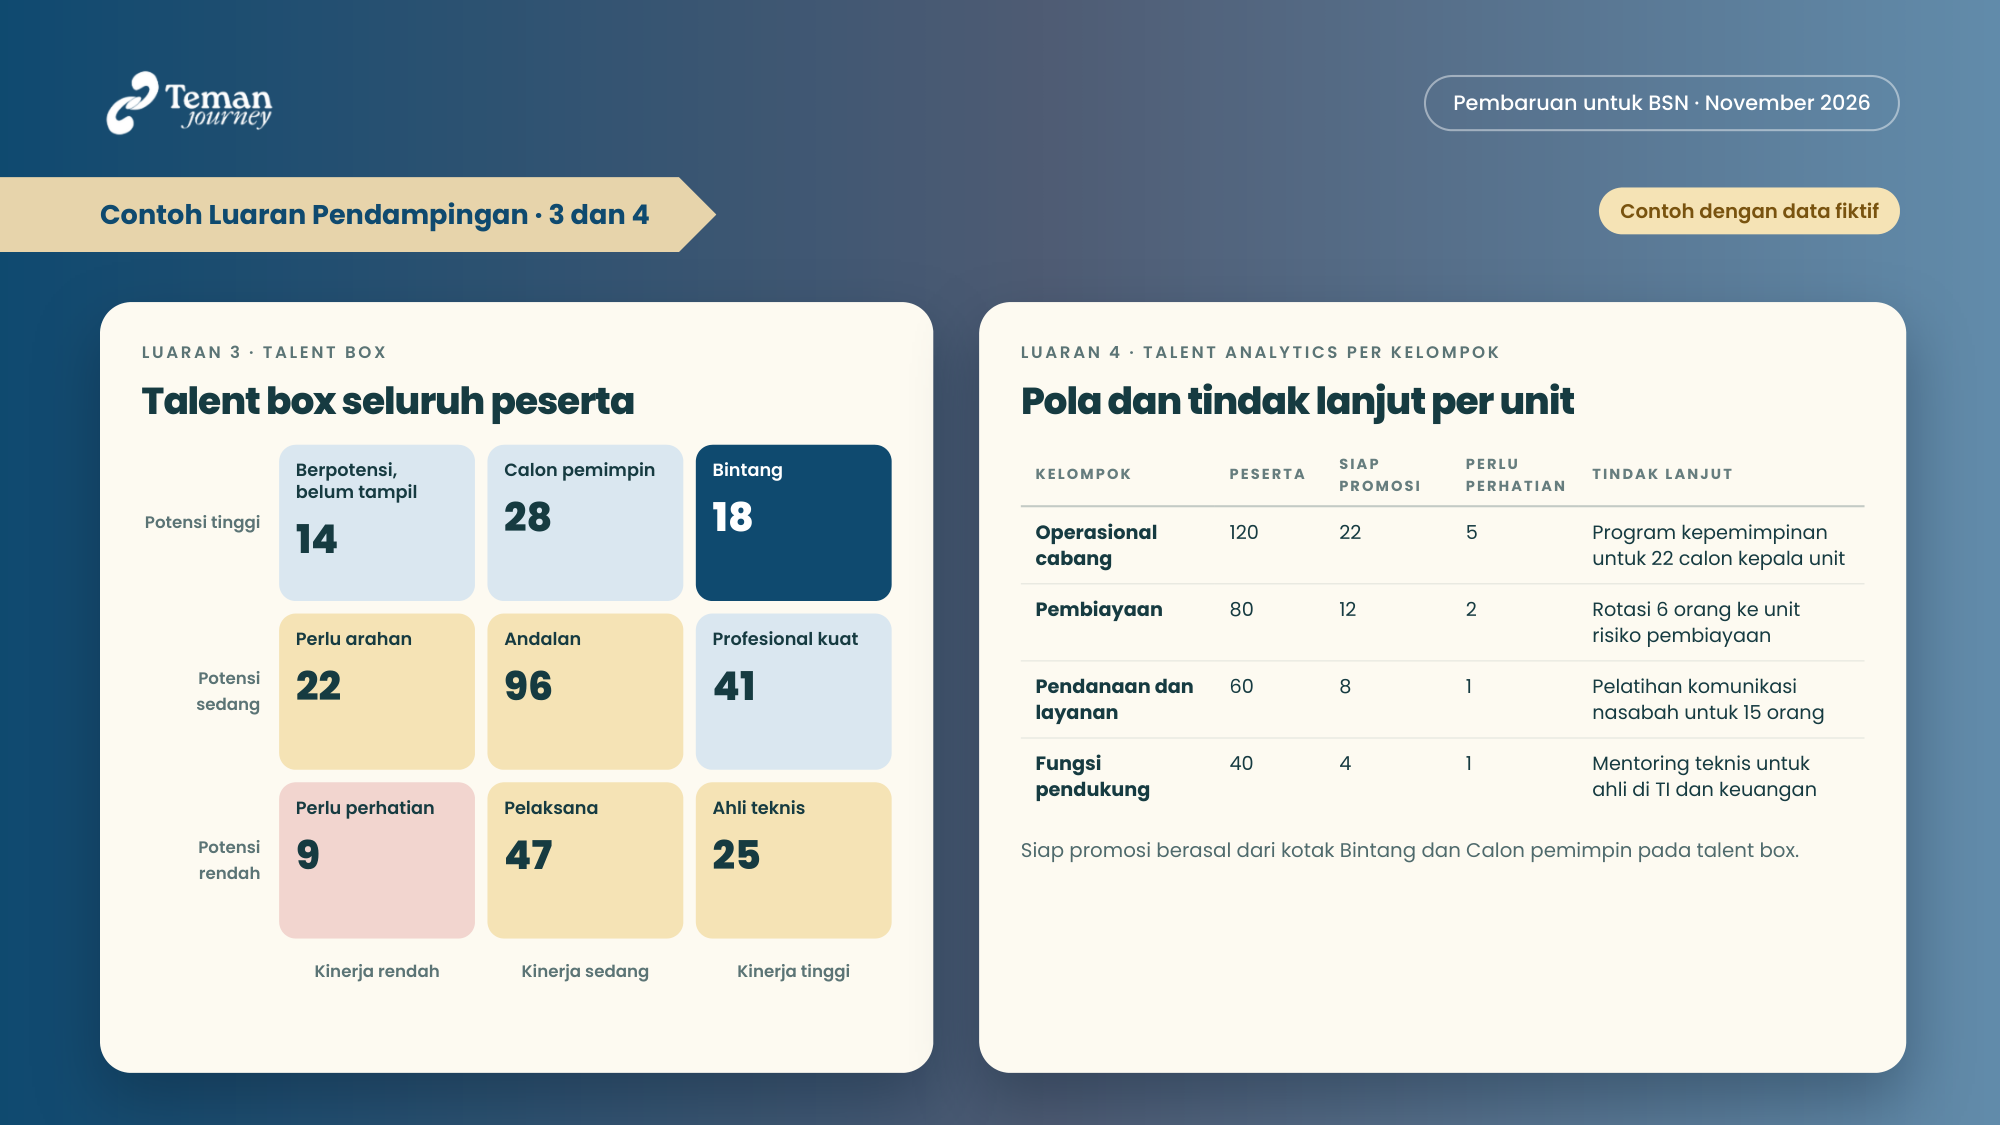 Teman
journey
Pembaruan untuk BSN · November 2026
Contoh Luaran Pendampingan · 3 dan 4
Contoh dengan data fiktif
LUARAN 3 · TALENT BOX
Talent box seluruh peserta
Potensi tinggi
Berpotensi,
belum tampil
14
Calon pemimpin
28
Bintang
18
Potensi
sedang
Perlu arahan
22
Andalan
96
Profesional kuat
41
Potensi
rendah
Perlu perhatian
9
Pelaksana
47
Ahli teknis
25
Kinerja rendah
Kinerja sedang
Kinerja tinggi
LUARAN 4 · TALENT ANALYTICS PER KELOMPOK
Pola dan tindak lanjut per unit
KELOMPOK
PESERTA
SIAP
PROMOSI
PERLU
PERHATIAN
TINDAK LANJUT
Operasional
cabang
120
22
5
Program kepemimpinan
untuk 22 calon kepala unit
Pembiayaan
80
12
2
Rotasi 6 orang ke unit
risiko pembiayaan
Pendanaan dan
layanan
60
8
1
Pelatihan komunikasi
nasabah untuk 15 orang
Fungsi
pendukung
40
4
1
Mentoring teknis untuk
ahli di TI dan keuangan
Siap promosi berasal dari kotak Bintang dan Calon pemimpin pada talent box.